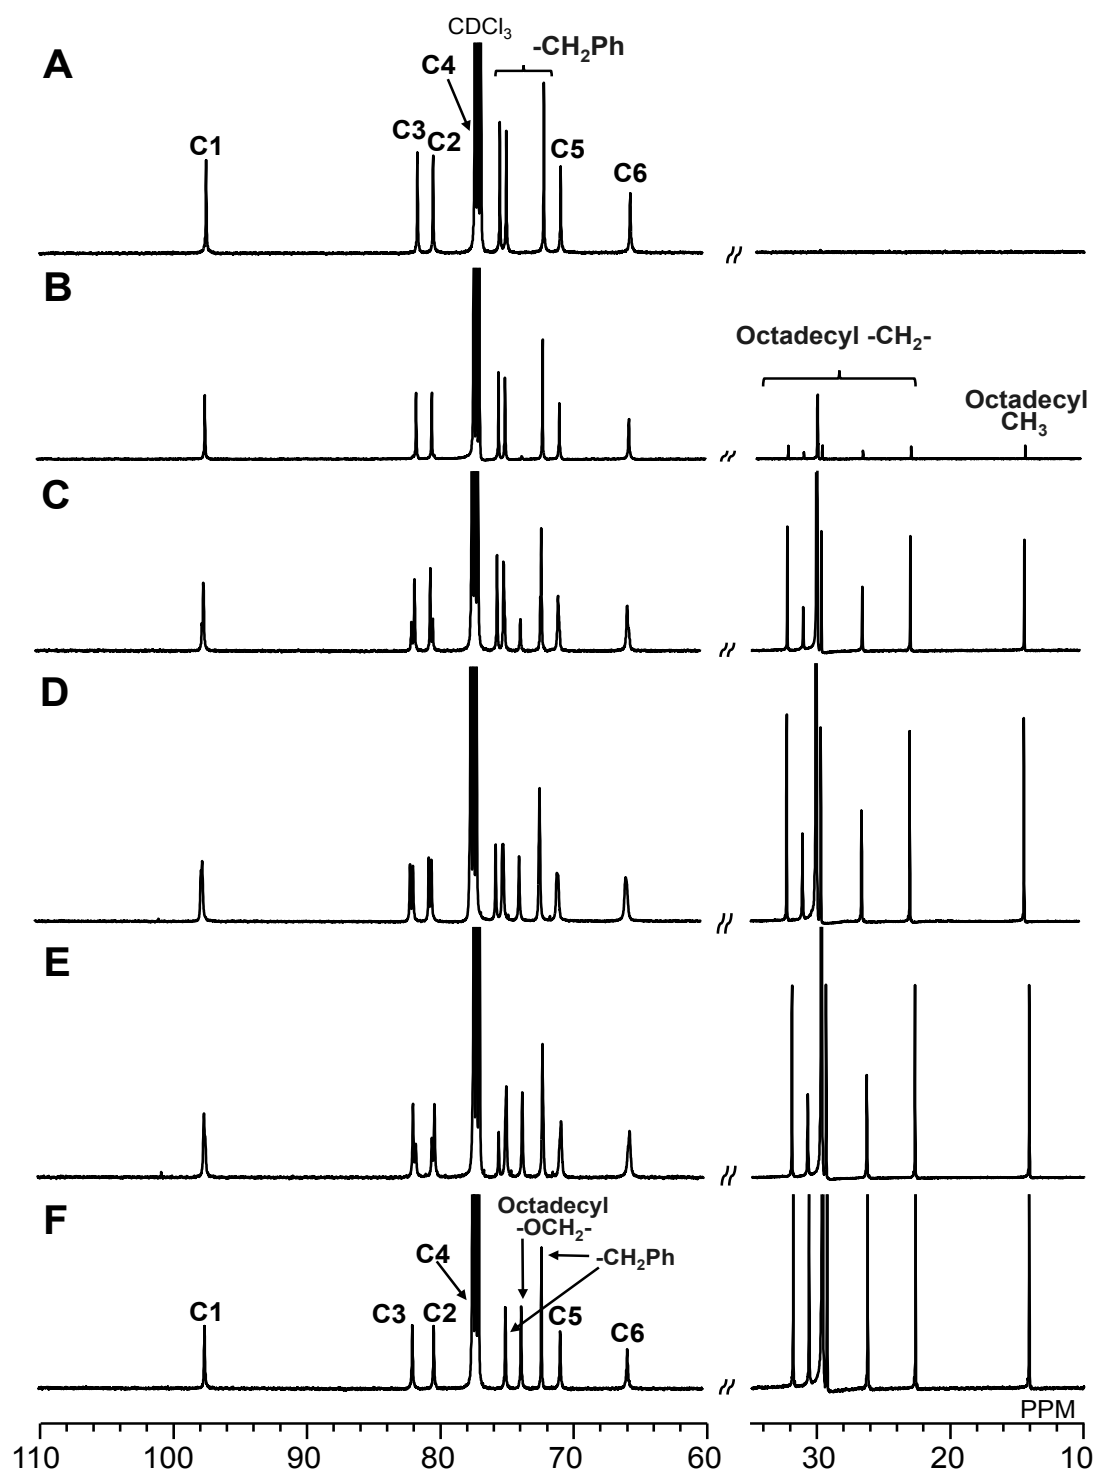 CDCl₃
A
C4
-CH₂Ph
C3
C2
C1
C5
C6
B
Octadecyl -CH₂-
Octadecyl
CH₃
C
D
E
F
Octadecyl
-OCH₂-
C4
-CH₂Ph
C1
C3
C2
C5
C6
PPM
110 100 90 80 70 60 30 20 10